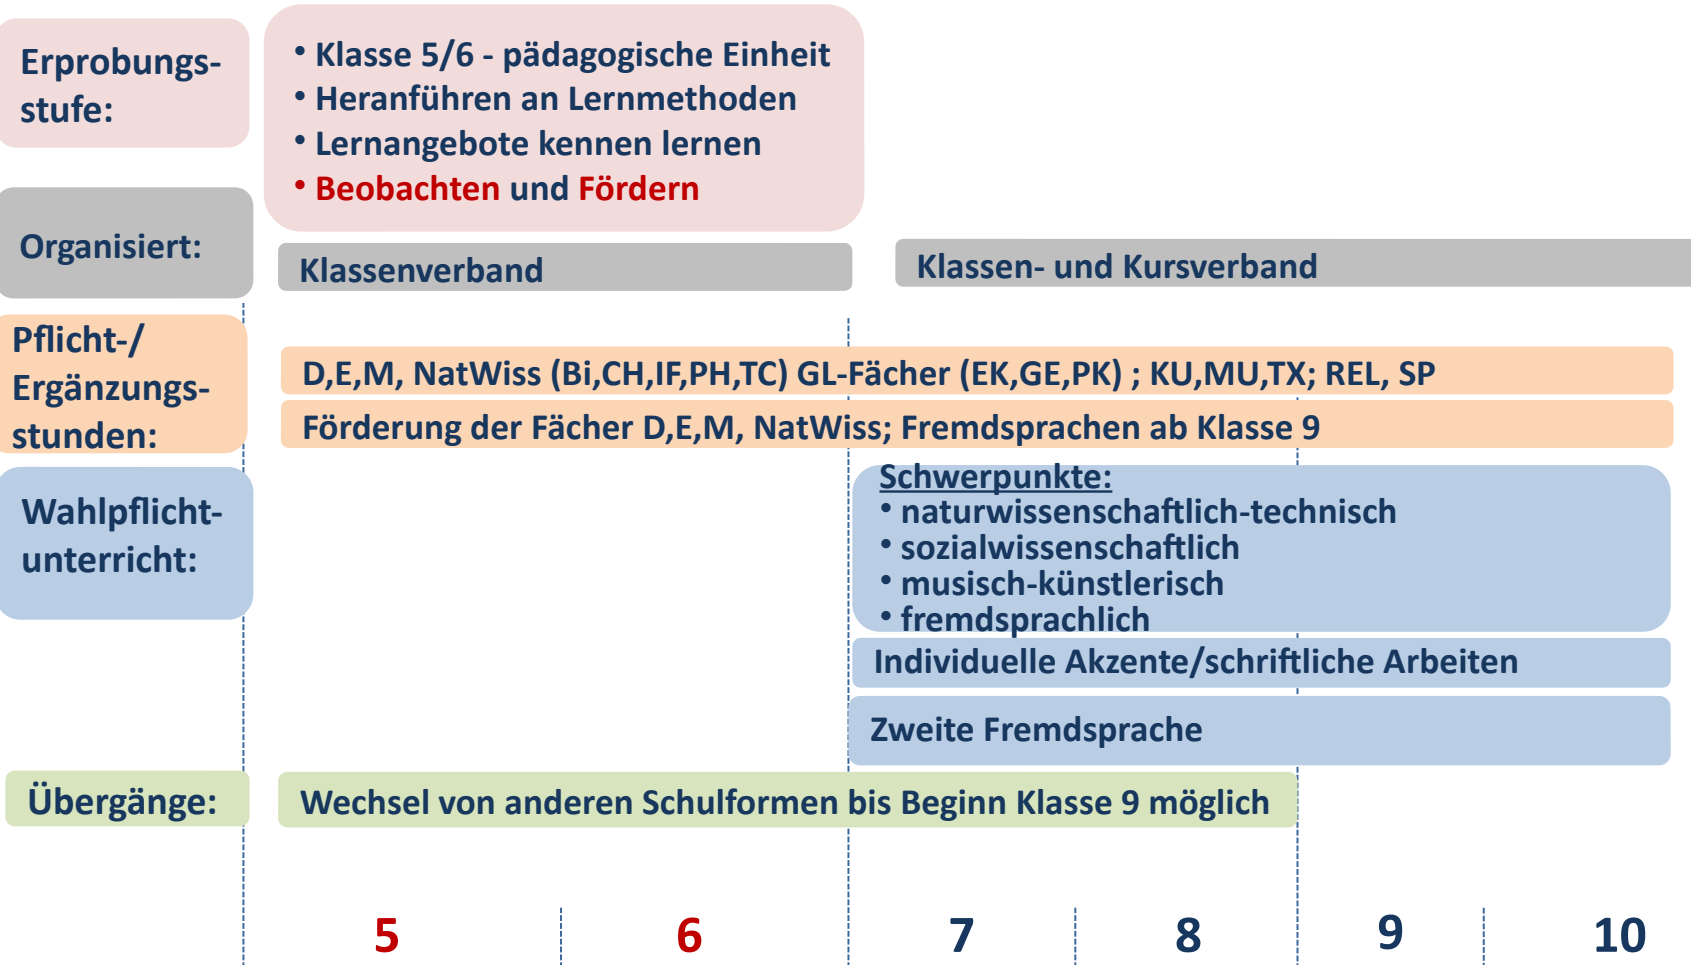 Erprobungs-
stufe:
• Klasse 5/6 - pädagogische Einheit
• Heranführen an Lernmethoden
• Lernangebote kennen lernen
• Beobachten und Fördern
Organisiert:
Klassenverband
Klassen- und Kursverband
Pflicht-/
Ergänzungs-
stunden:
D,E,M, NatWiss (Bi,CH,IF,PH,TC) GL-Fächer (EK,GE,PK) ; KU,MU,TX; REL, SP
Förderung der Fächer D,E,M, NatWiss; Fremdsprachen ab Klasse 9
Wahlpflicht-
unterricht:
Schwerpunkte:
• naturwissenschaftlich-technisch
• sozialwissenschaftlich
• musisch-künstlerisch
• fremdsprachlich
Individuelle Akzente/schriftliche Arbeiten
Zweite Fremdsprache
Übergänge:
Wechsel von anderen Schulformen bis Beginn Klasse 9 möglich
5 6 7 8 9 10